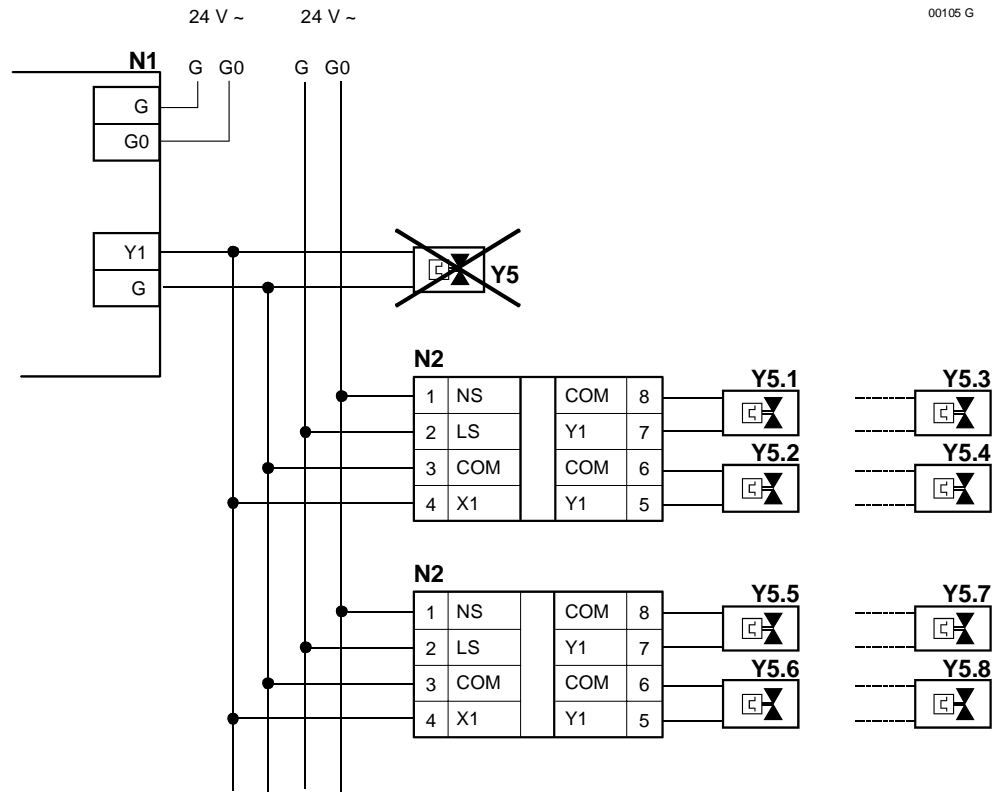 24 V ~ 24 V ~ 00105 G
N1 G G0 G G0
G
G0
Y1
G
Y5
N2
Y5.1 Y5.3
1 NS COM 8
2 LS Y1 7
Y5.2 Y5.4
3 COM COM 6
4 X1 Y1 5
N2
Y5.5 Y5.7
1 NS COM 8
2 LS Y1 7
Y5.6 Y5.8
3 COM COM 6
4 X1 Y1 5